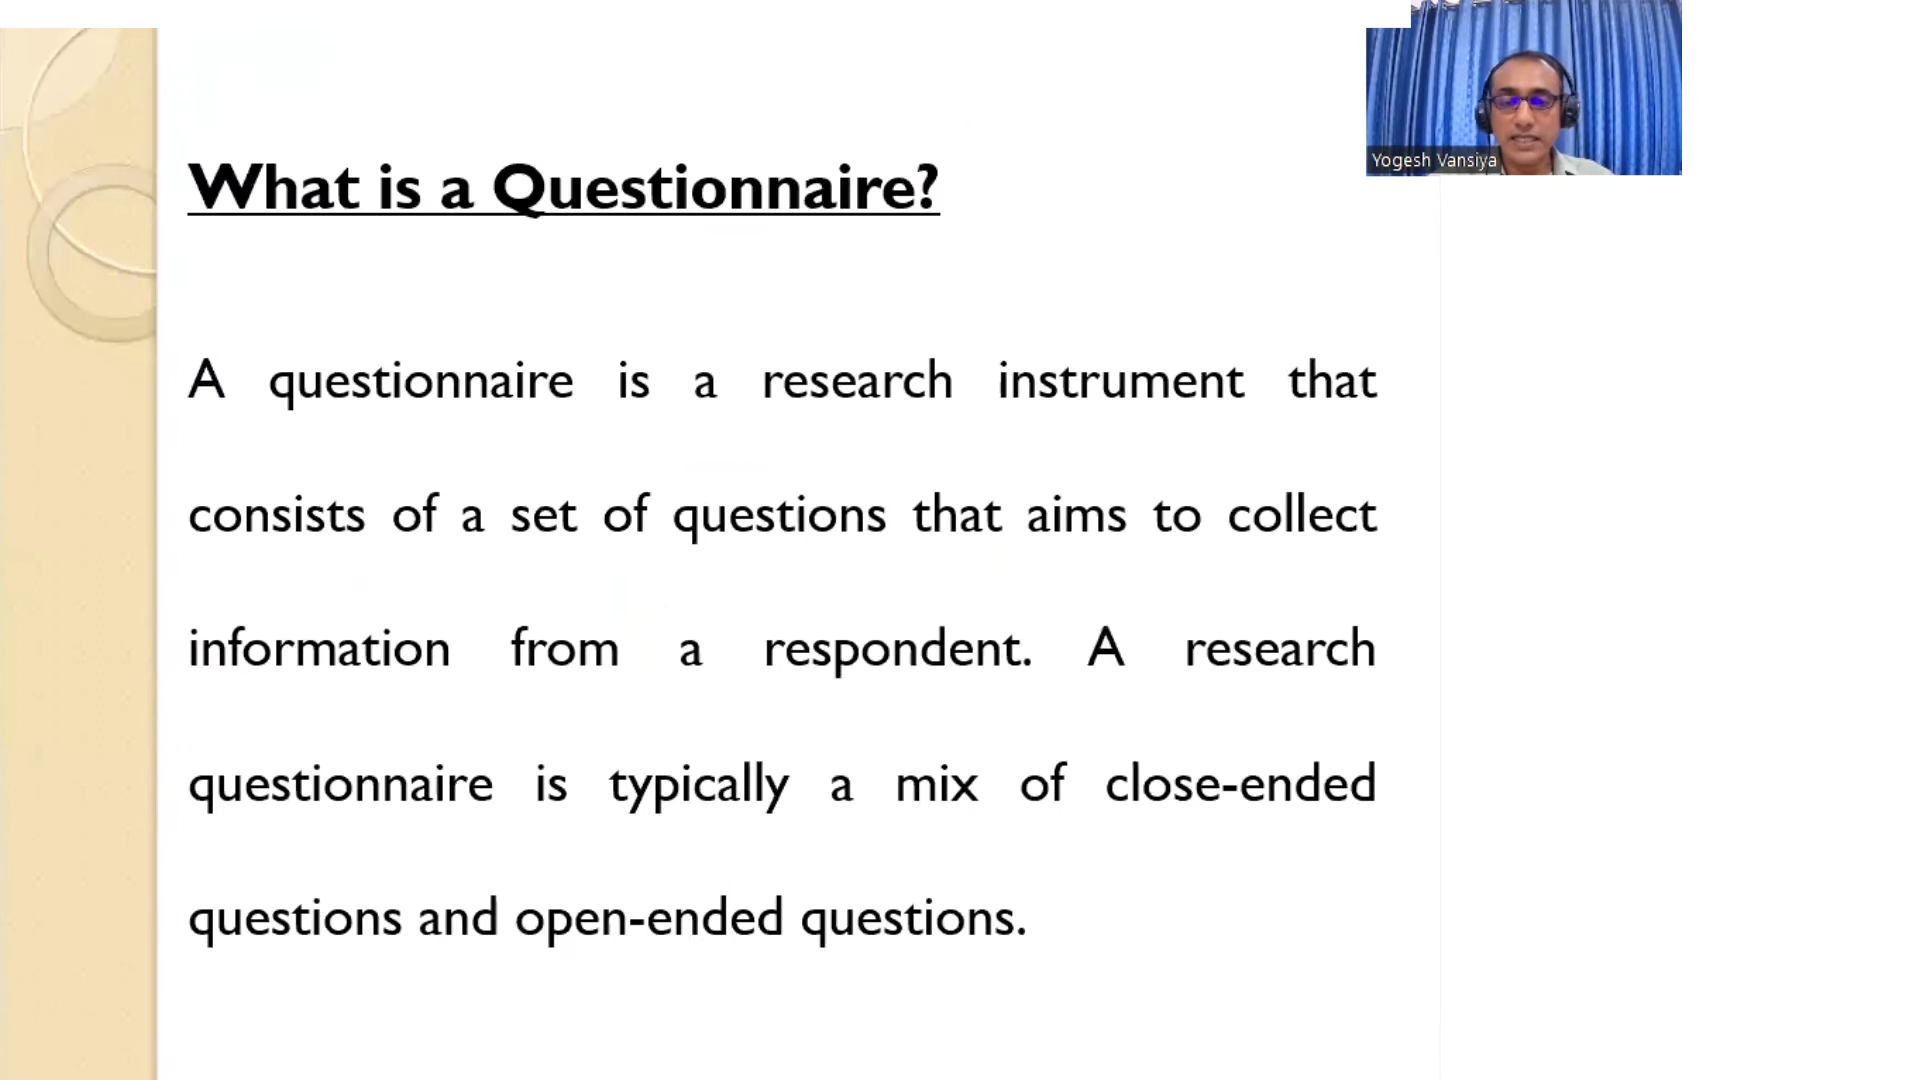 What is a Questionnaire?
Yogesh Vansiya
A questionnaire is a research instrument that
consists of a set of questions that aims to collect
information from a respondent. A research
questionnaire is typically a mix of close-ended
questions and open-ended questions.